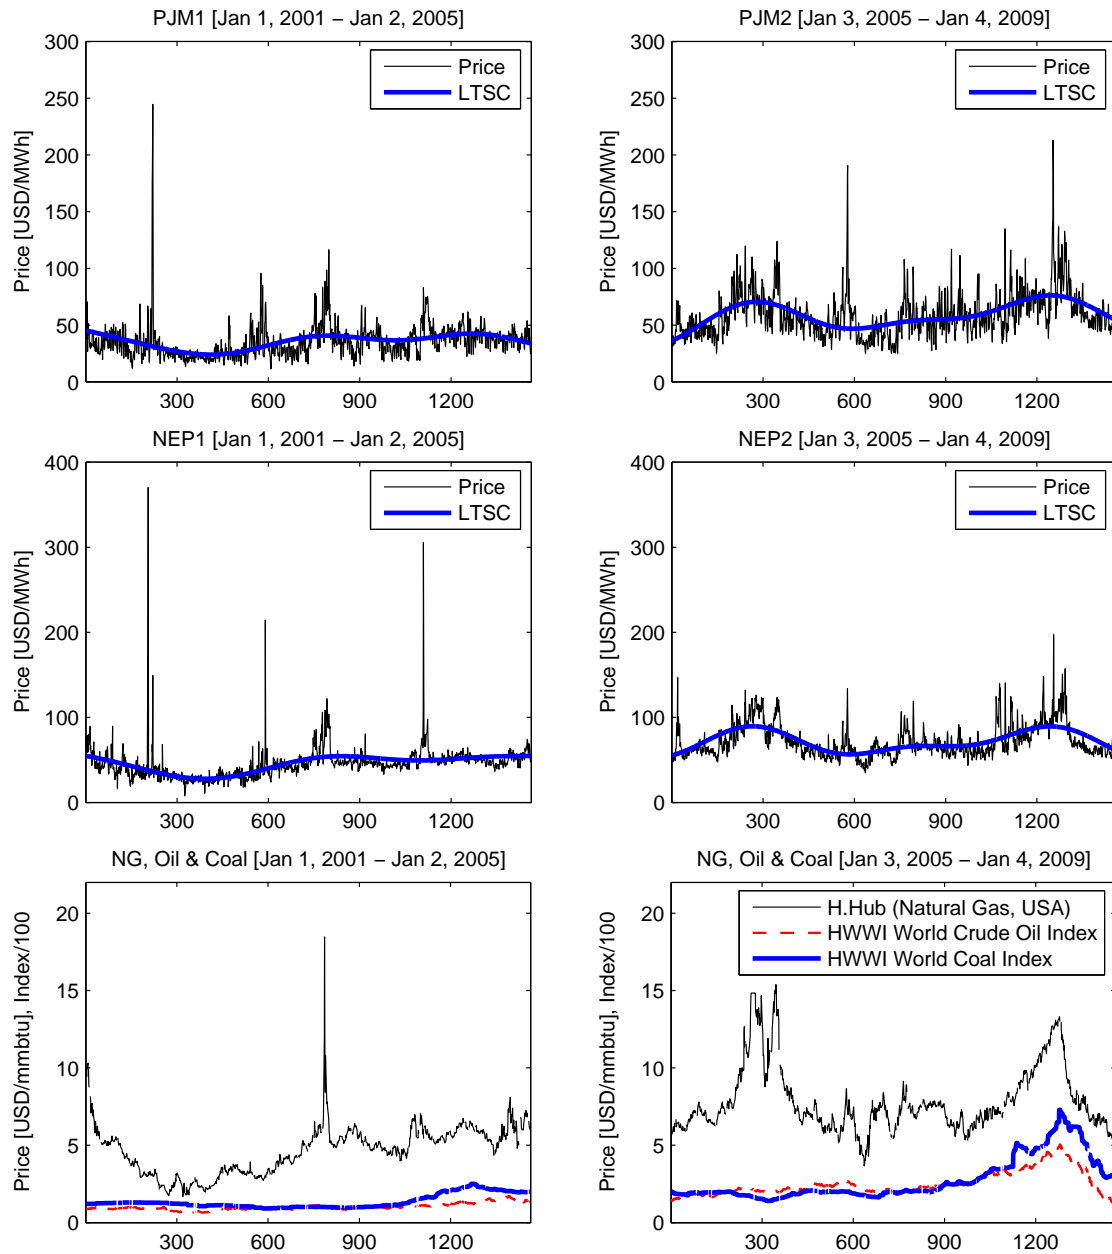 PJM1 [Jan 1, 2001 − Jan 2, 2005]
300
250
200
150
100
50
0
Price [USD/MWh]
Price
LTSC
300
600
900
1200
PJM2 [Jan 3, 2005 − Jan 4, 2009]
300
250
200
150
100
50
0
Price [USD/MWh]
Price
LTSC
300
600
900
1200
NEP1 [Jan 1, 2001 − Jan 2, 2005]
400
300
200
100
0
Price [USD/MWh]
Price
LTSC
300
600
900
1200
NEP2 [Jan 3, 2005 − Jan 4, 2009]
400
300
200
100
0
Price [USD/MWh]
Price
LTSC
300
600
900
1200
NG, Oil & Coal [Jan 1, 2001 − Jan 2, 2005]
20
15
10
5
0
Price [USD/mmbtu], Index/100
300
600
900
1200
NG, Oil & Coal [Jan 3, 2005 − Jan 4, 2009]
20
15
10
5
0
Price [USD/mmbtu], Index/100
H.Hub (Natural Gas, USA)
HWWI World Crude Oil Index
HWWI World Coal Index
300
600
900
1200